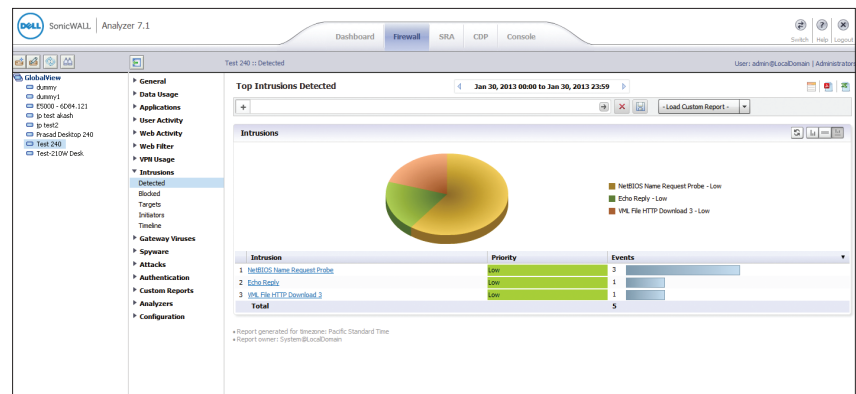 DELL SonicWALL | Analyzer 7.1
Dashboard Firewall SRA CDP Console
Switch Help Logout
Test 240 :: Detected
User: admin@LocalDomain | Administrators
GlobalView
dummy
dummy1
E5000 - 6D84.121
jp test akash
jp test2
Prasad Desktop 240
Test 240
Test-210W Desk
General
Data Usage
Applications
User Activity
Web Activity
Web Filter
VPN Usage
Intrusions
Detected
Blocked
Targets
Initiators
Timeline
Gateway Viruses
Spyware
Attacks
Authentication
Custom Reports
Analyzers
Configuration
Top Intrusions Detected
Jan 30, 2013 00:00 to Jan 30, 2013 23:59
+
- Load Custom Report -
Intrusions
NetBIOS Name Request Probe - Low
Echo Reply - Low
VML File HTTP Download 3 - Low
Intrusion Priority Events
1 NetBIOS Name Request Probe Low 3
2 Echo Reply Low 1
3 VML File HTTP Download 3 Low 1
Total 5
• Report generated for timezone: Pacific Standard Time
• Report owner: System@LocalDomain